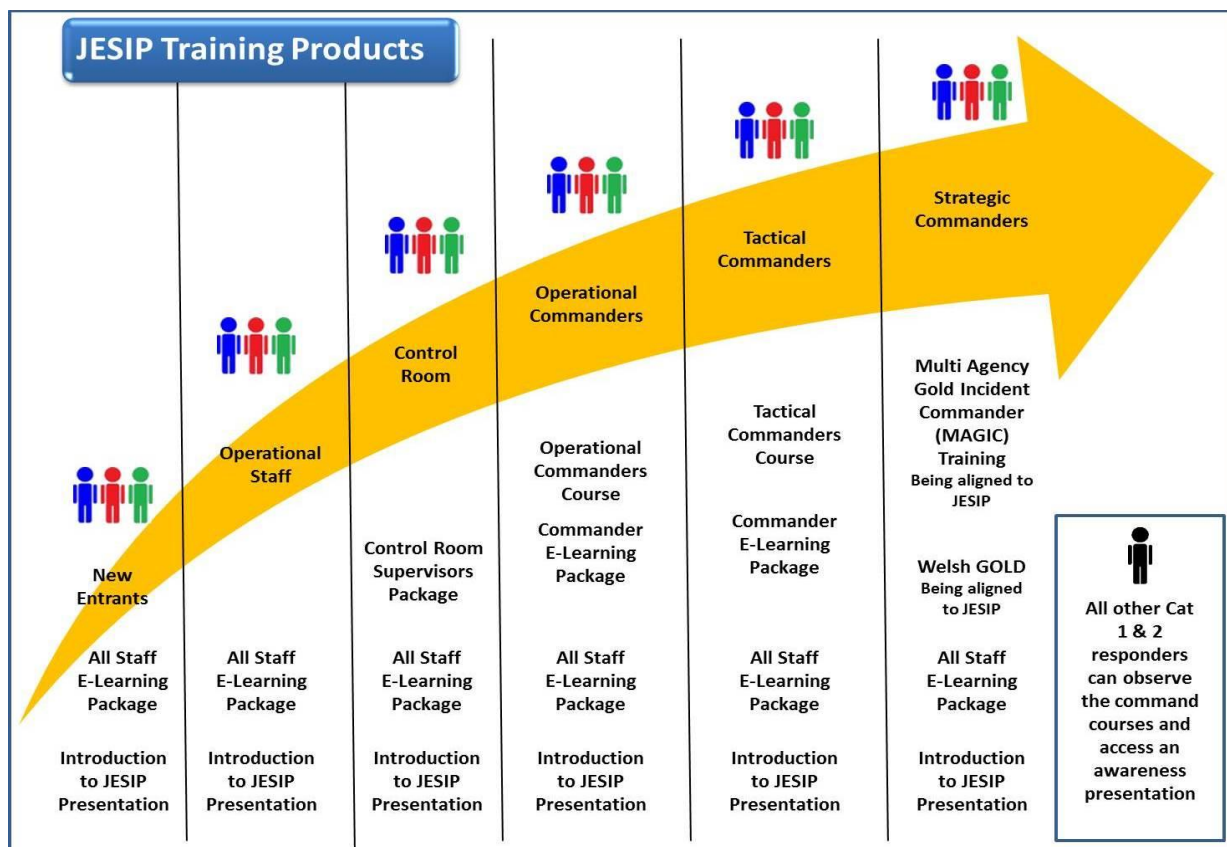 JESIP Training Products
New
Entrants
All Staff
E-Learning
Package
Introduction
to JESIP
Presentation
Operational
Staff
All Staff
E-Learning
Package
Introduction
to JESIP
Presentation
Control
Room
Control Room
Supervisors
Package
All Staff
E-Learning
Package
Introduction
to JESIP
Presentation
Operational
Commanders
Operational
Commanders
Course
Commander
E-Learning
Package
All Staff
E-Learning
Package
Introduction
to JESIP
Presentation
Tactical
Commanders
Tactical
Commanders
Course
Commander
E-Learning
Package
All Staff
E-Learning
Package
Introduction
to JESIP
Presentation
Strategic
Commanders
Multi Agency
Gold Incident
Commander
(MAGIC)
Training
Being aligned to
JESIP
Welsh GOLD
Being aligned
to JESIP
All Staff
E-Learning
Package
Introduction
to JESIP
Presentation
All other Cat
1 & 2
responders
can observe
the command
courses and
access an
awareness
presentation